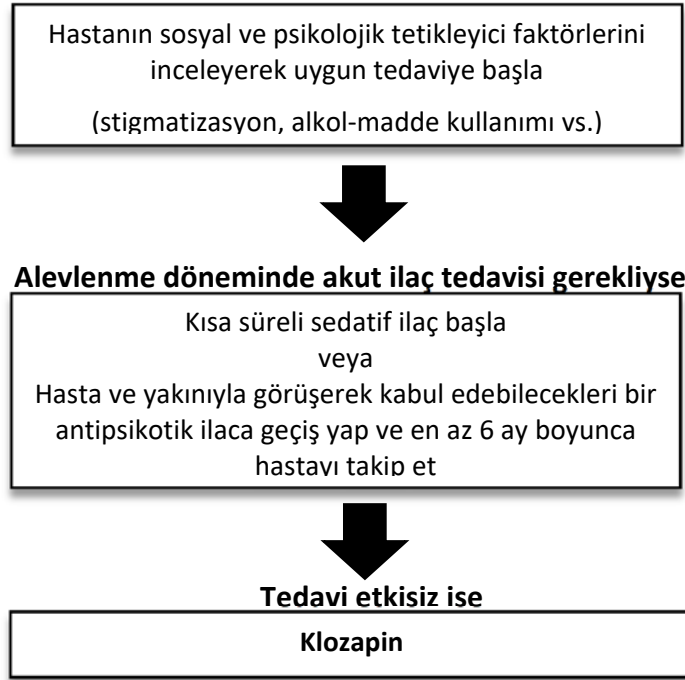 Hastanın sosyal ve psikolojik tetikleyici faktörlerini
inceleyerek uygun tedaviye başla
(stigmatizasyon, alkol-madde kullanımı vs.)
Alevlenme döneminde akut ilaç tedavisi gerekliyse
Kısa süreli sedatif ilaç başla
veya
Hasta ve yakınıyla görüşerek kabul edebilecekleri bir
antipsikotik ilaca geçiş yap ve en az 6 ay boyunca
hastayı takip et
Tedavi etkisiz ise
Klozapin